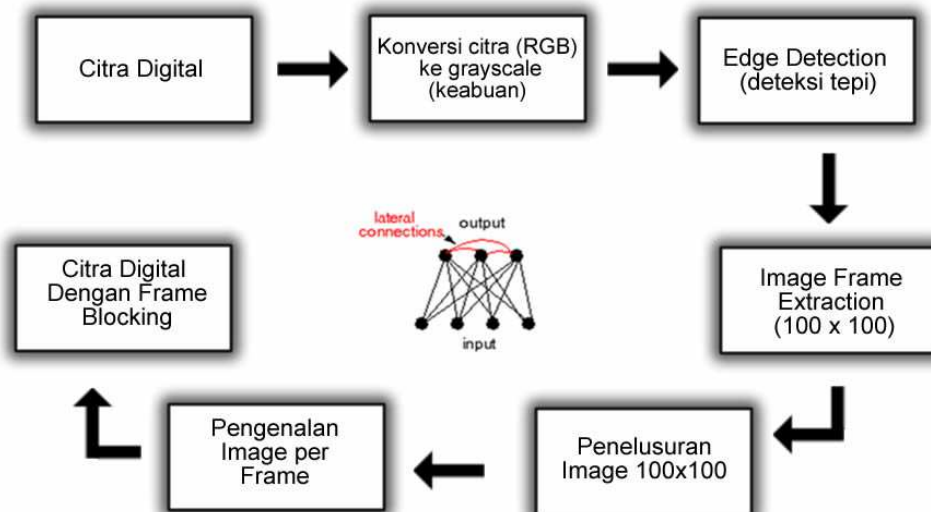 Citra Digital
Konversi citra (RGB)
ke grayscale
(keabuan)
Edge Detection
(deteksi tepi)
Image Frame
Extraction
(100 x 100)
Penelusuran
Image 100x100
Pengenalan
Image per
Frame
Citra Digital
Dengan Frame
Blocking
lateral
connections
output
input